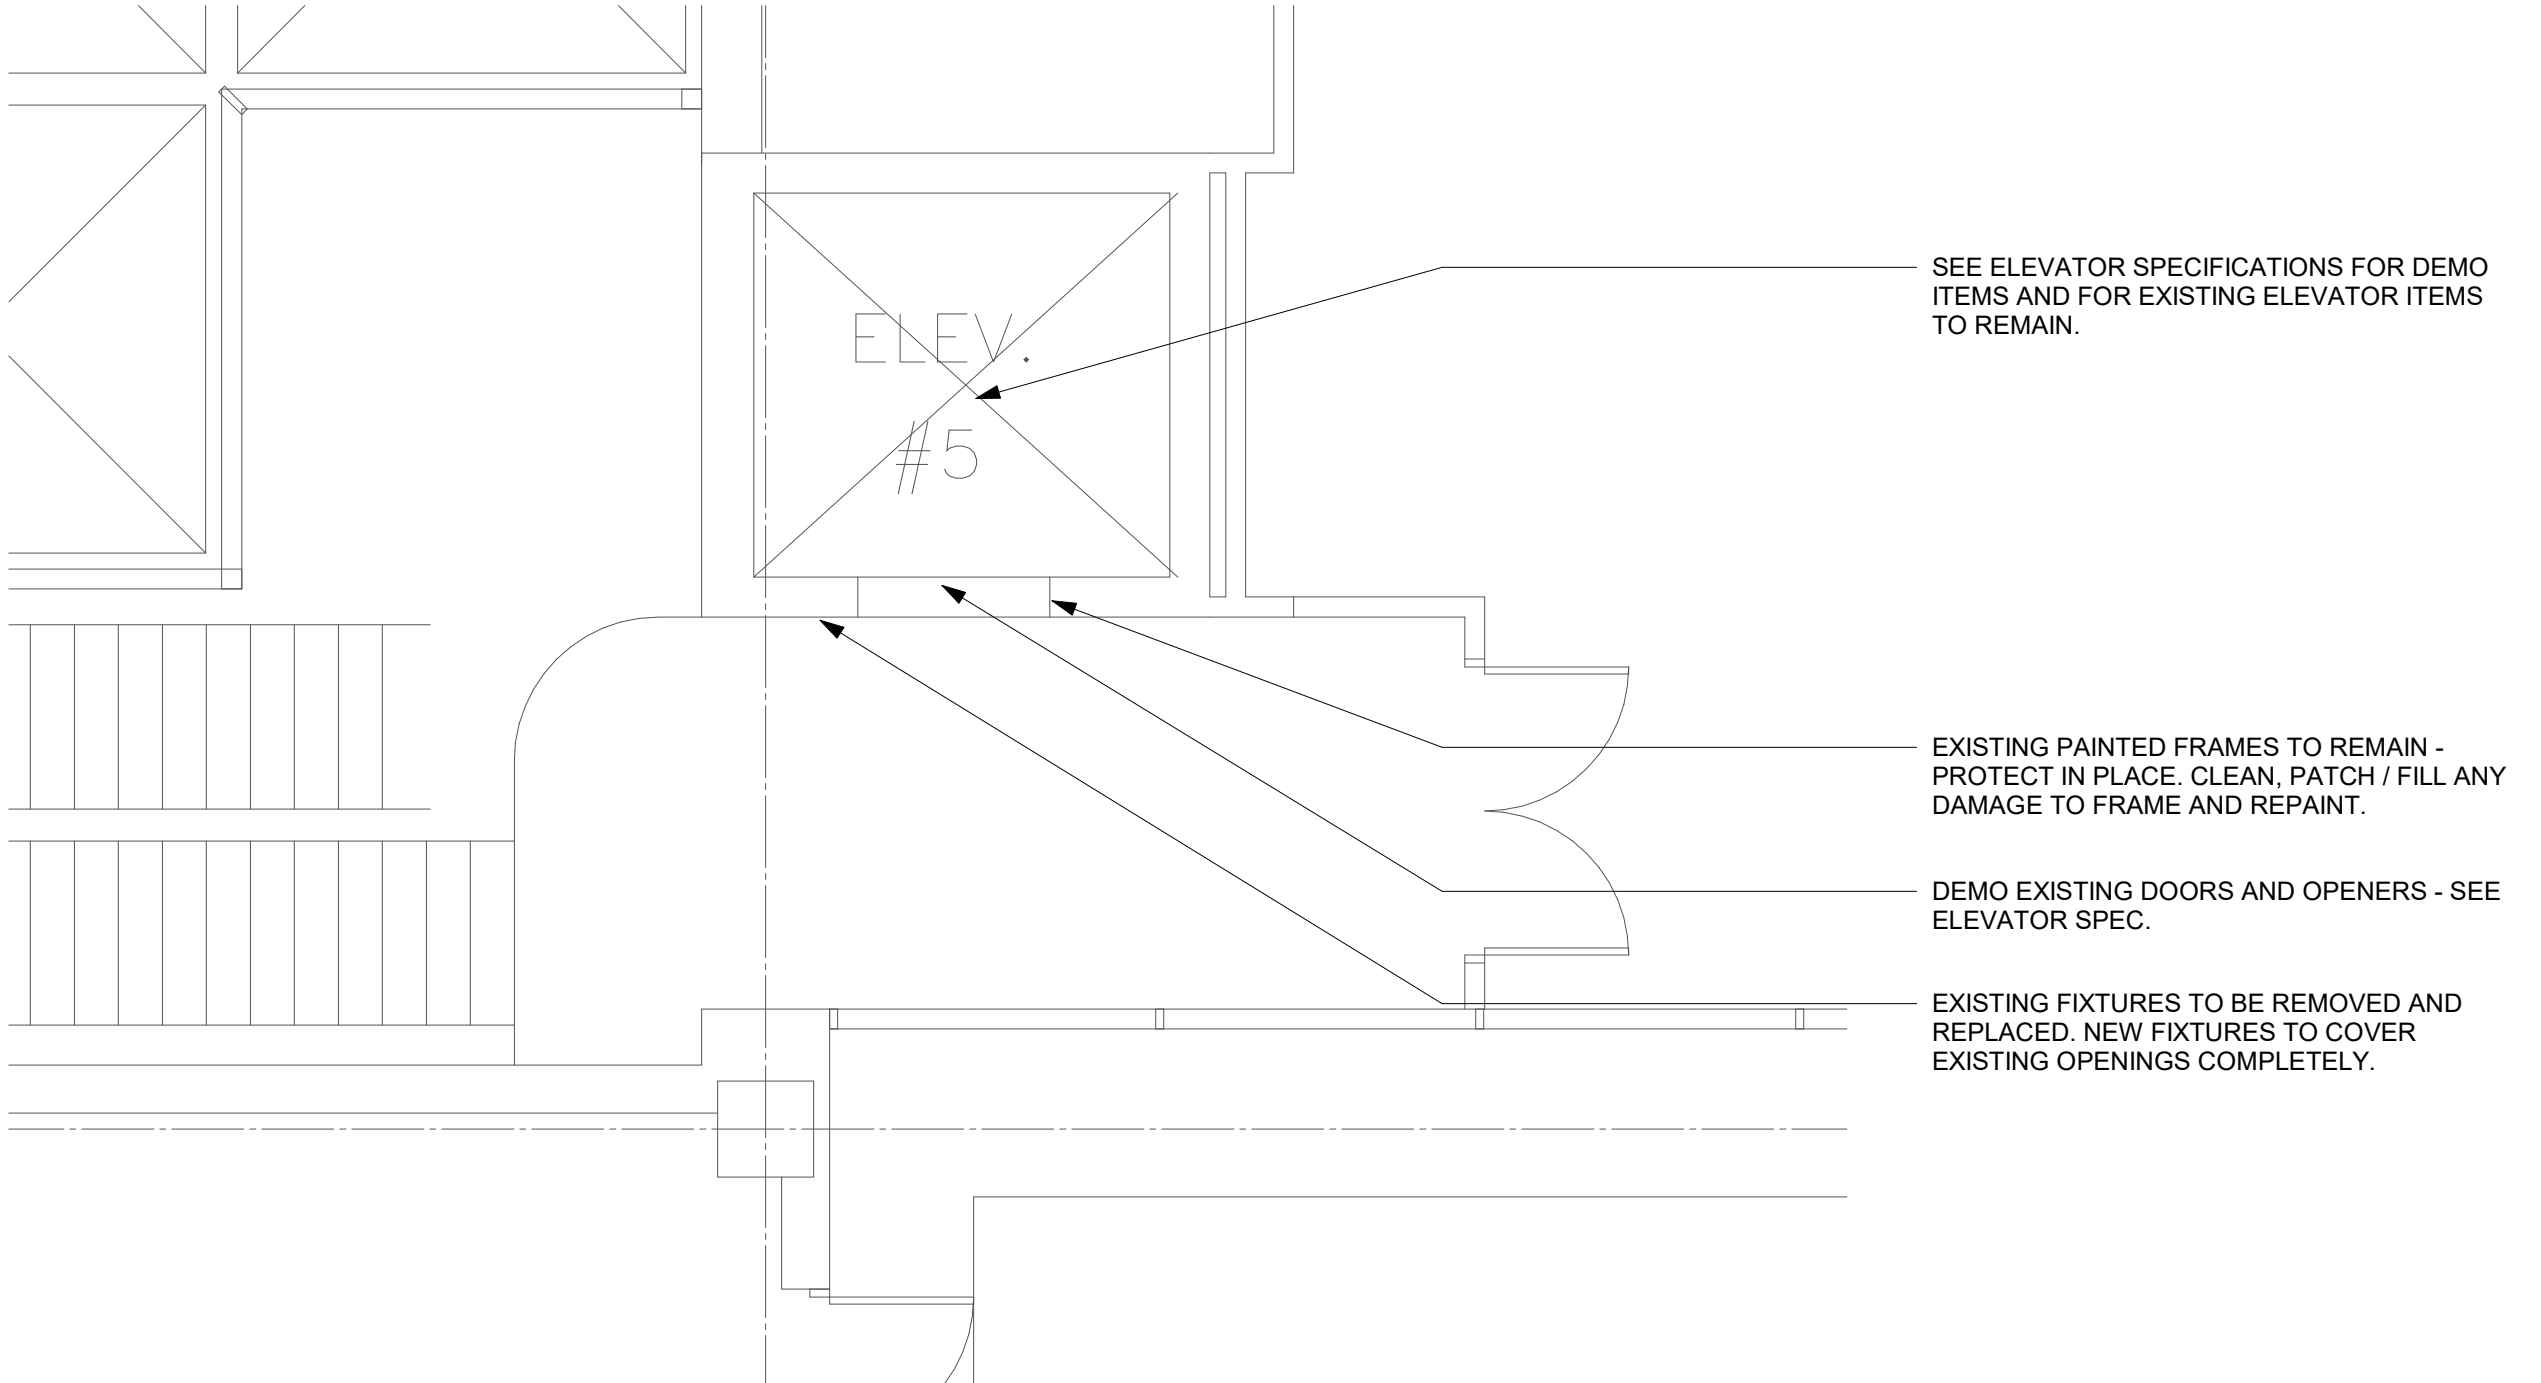 SEE ELEVATOR SPECIFICATIONS FOR DEMO
ITEMS AND FOR EXISTING ELEVATOR ITEMS
TO REMAIN.
ELEV.
#5
EXISTING PAINTED FRAMES TO REMAIN -
PROTECT IN PLACE. CLEAN, PATCH / FILL ANY
DAMAGE TO FRAME AND REPAINT.
DEMO EXISTING DOORS AND OPENERS - SEE
ELEVATOR SPEC.
EXISTING FIXTURES TO BE REMOVED AND
REPLACED. NEW FIXTURES TO COVER
EXISTING OPENINGS COMPLETELY.